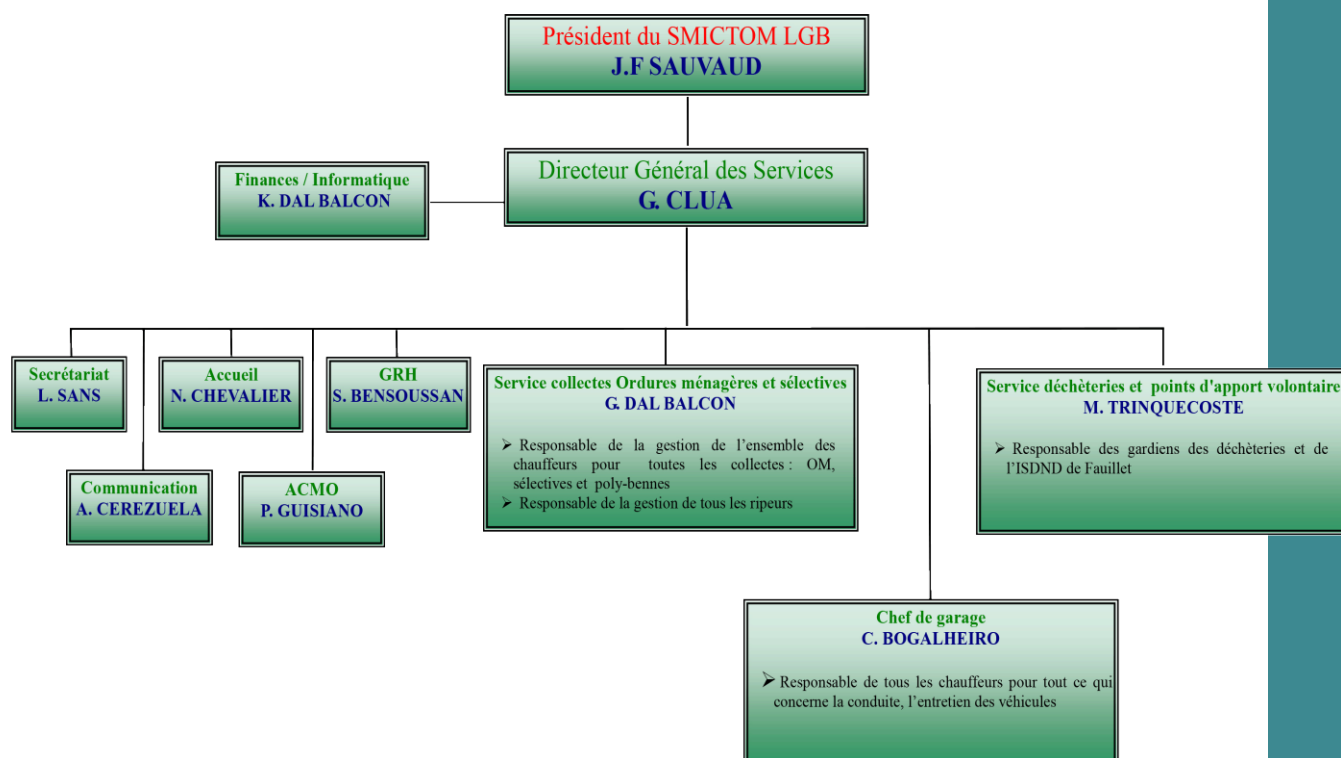 Président du SMICTOM LGB
J.F SAUVAUD
Directeur Général des Services
G. CLUA
Finances / Informatique
K. DAL BALCON
Secrétariat
L. SANS
Accueil
N. CHEVALIER
GRH
S. BENSOUSSAN
Communication
A. CEREZUELA
ACMO
P. GUISIANO
Service collectes Ordures ménagères et sélectives
G. DAL BALCON
➢ Responsable de la gestion de l’ensemble des
chauffeurs pour toutes les collectes : OM,
sélectives et poly-bennes
➢ Responsable de la gestion de tous les ripeurs
Service déchèteries et points d'apport volontaire
M. TRINQUECOSTE
➢ Responsable des gardiens des déchèteries et de
l’ISDND de Fauillet
Chef de garage
C. BOGALHEIRO
➢ Responsable de tous les chauffeurs pour tout ce qui
concerne la conduite, l’entretien des véhicules